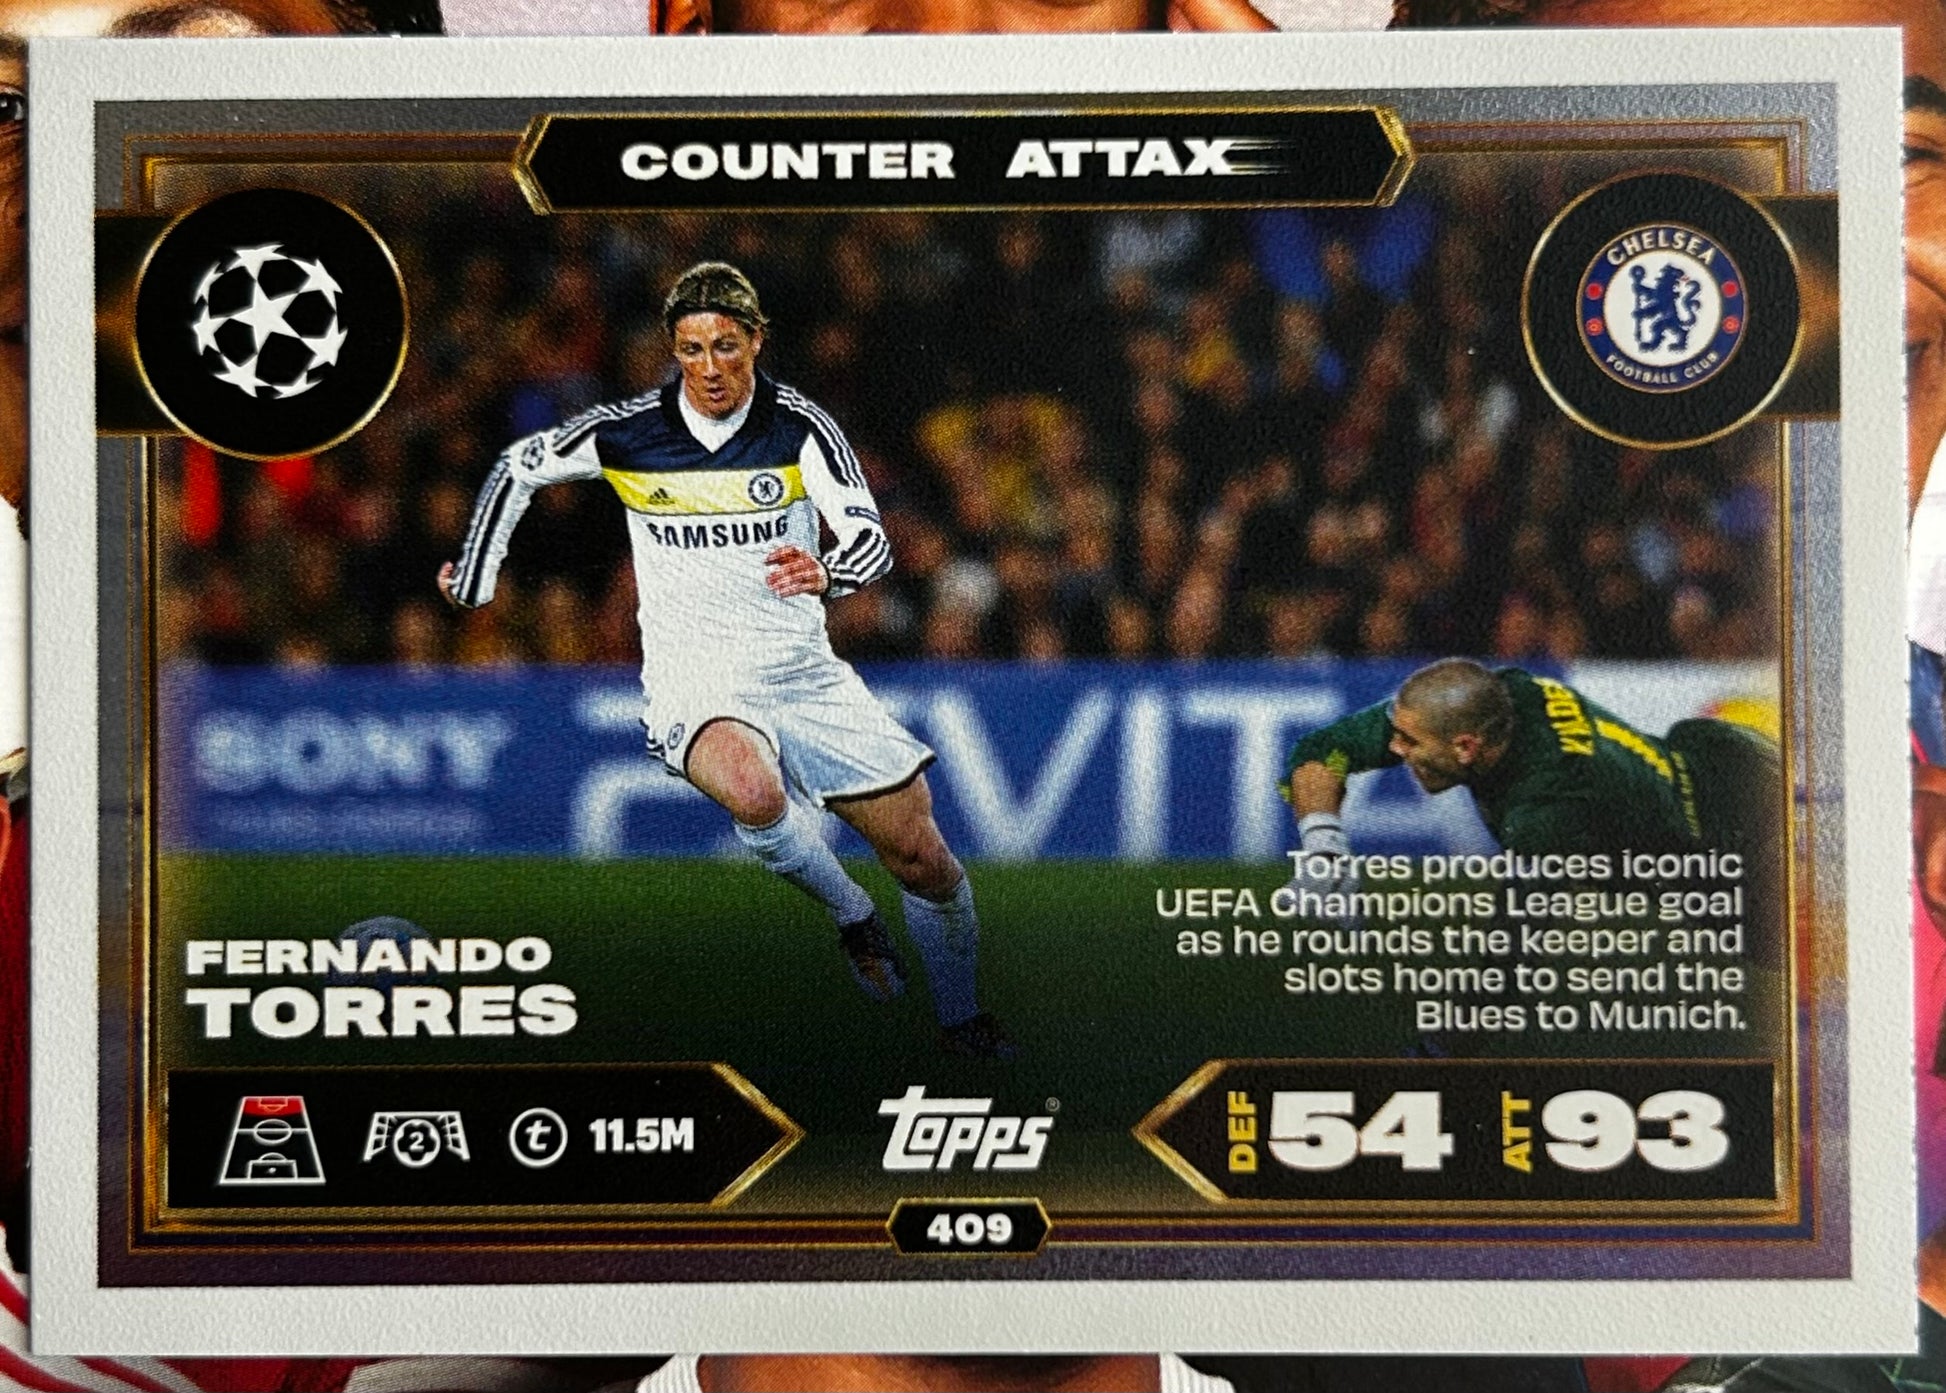 COUNTER ATTAX
CHELSEA
FOOTBALL CLUB
SAMSUNG
SONY
VITA
1
Torres produces iconic
UEFA Champions League goal
as he rounds the keeper and
slots home to send the
Blues to Munich.
FERNANDO
TORRES
2
t
11.5M
topps®
DEF 54
ATT 93
409